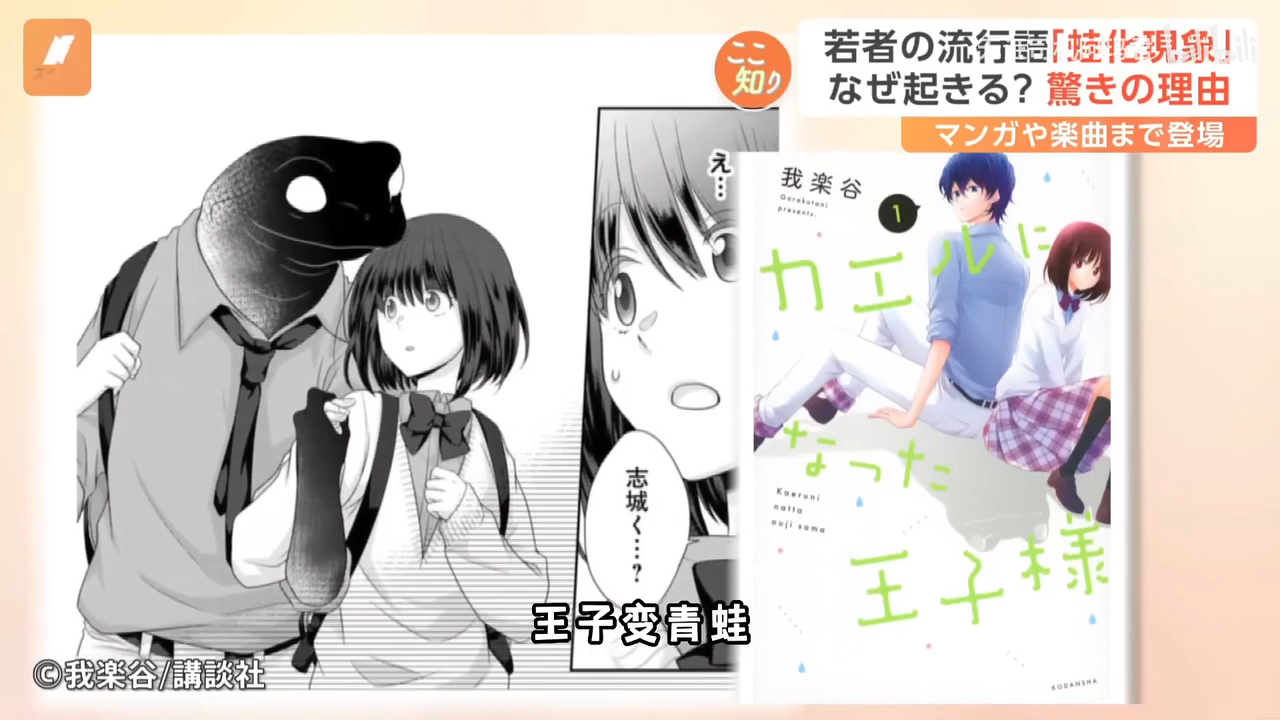 ここ
知り
若者の流行語「蛙化現象」
なぜ起きる? 驚きの理由
マンガや楽曲まで登場
え…
志城く…?
我楽谷
Garakutani
presents.
1
カエルに
なった
王子様
Kaeruni
natta
ouji sama
KODANSHA
王子变青蛙
©我楽谷/講談社